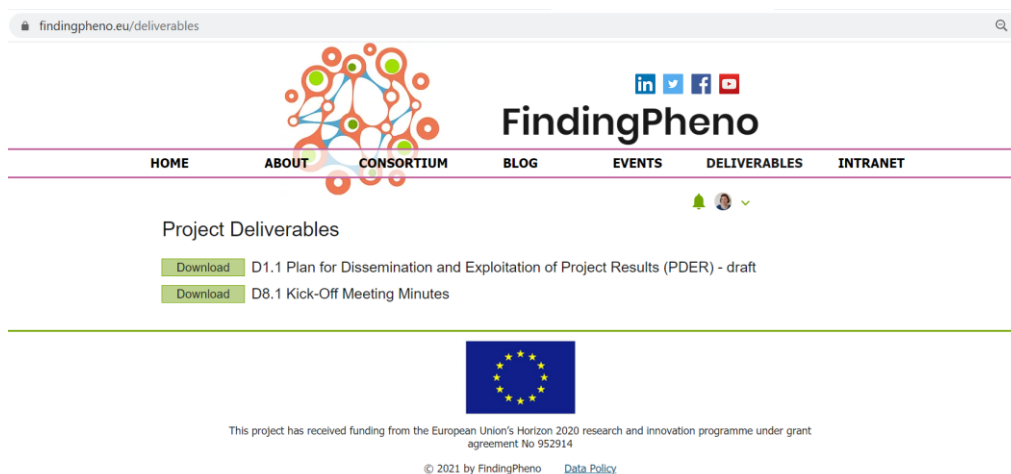 findingpheno.eu/deliverables
in
FindingPheno
HOME ABOUT CONSORTIUM BLOG EVENTS DELIVERABLES INTRANET
Project Deliverables
Download D1.1 Plan for Dissemination and Exploitation of Project Results (PDER) - draft
Download D8.1 Kick-Off Meeting Minutes
This project has received funding from the European Union's Horizon 2020 research and innovation programme under grant
agreement No 952914
© 2021 by FindingPheno Data Policy